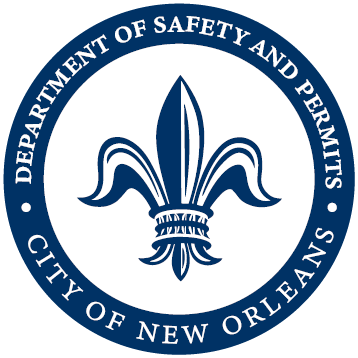 DEPARTMENT OF SAFETY AND PERMITS
CITY OF NEW ORLEANS